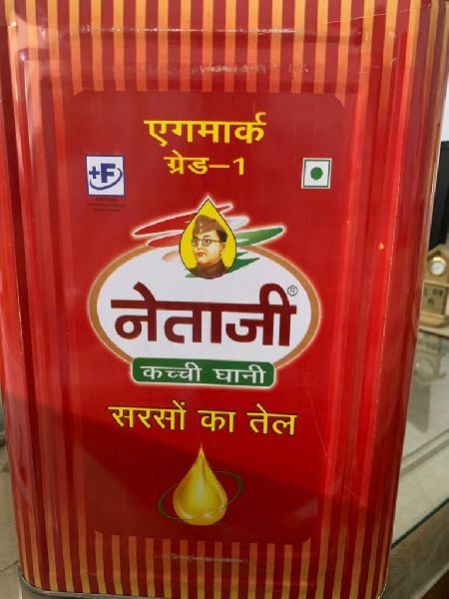 एगमार्क
ग्रेड-1
+F
नेताजी®
कच्ची घानी
सरसों का तेल